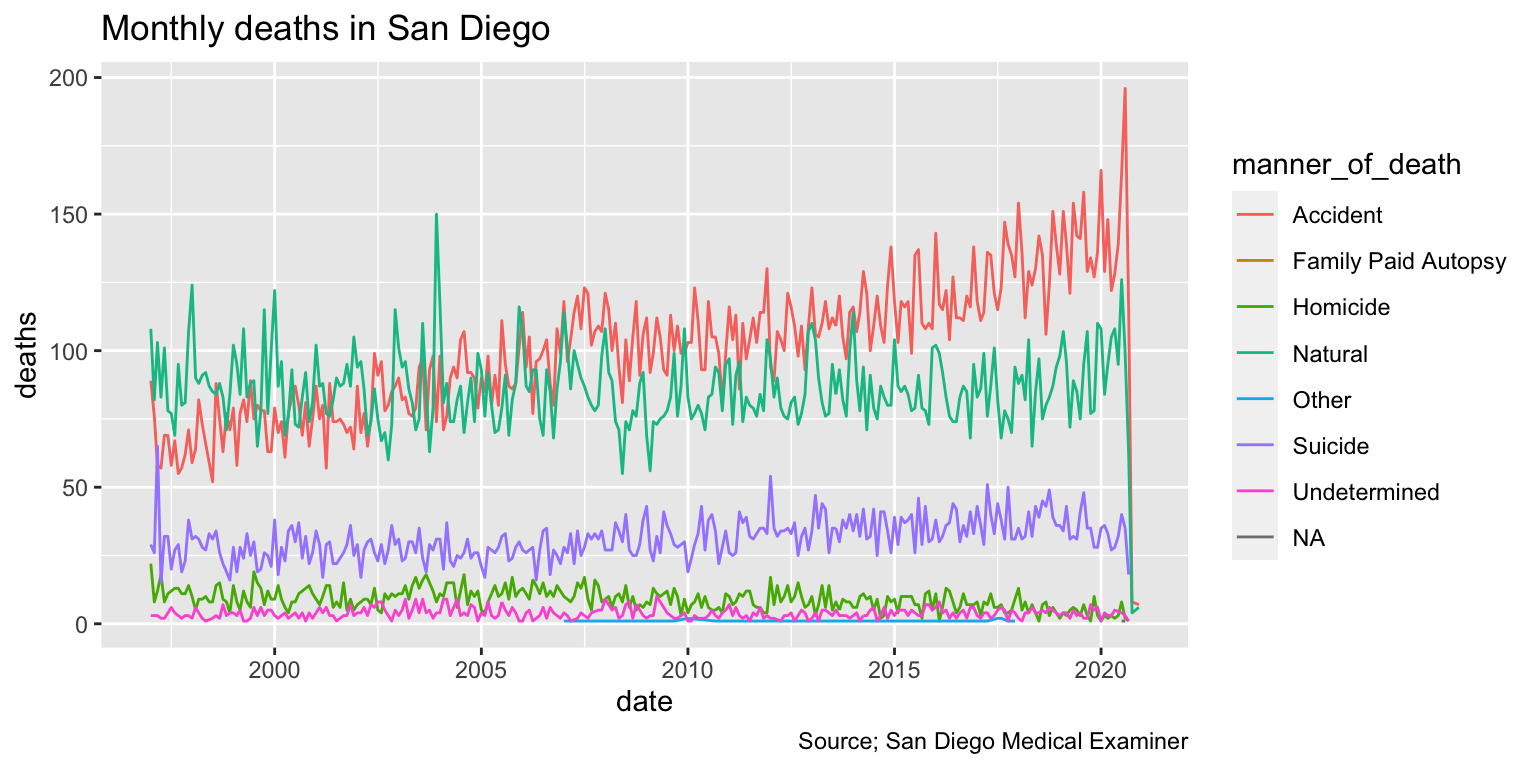 Monthly deaths in San Diego
200
150
100
50
0
deaths
2000 2005 2010 2015 2020
date
manner_of_death
Accident
Family Paid Autopsy
Homicide
Natural
Other
Suicide
Undetermined
NA
Source; San Diego Medical Examiner